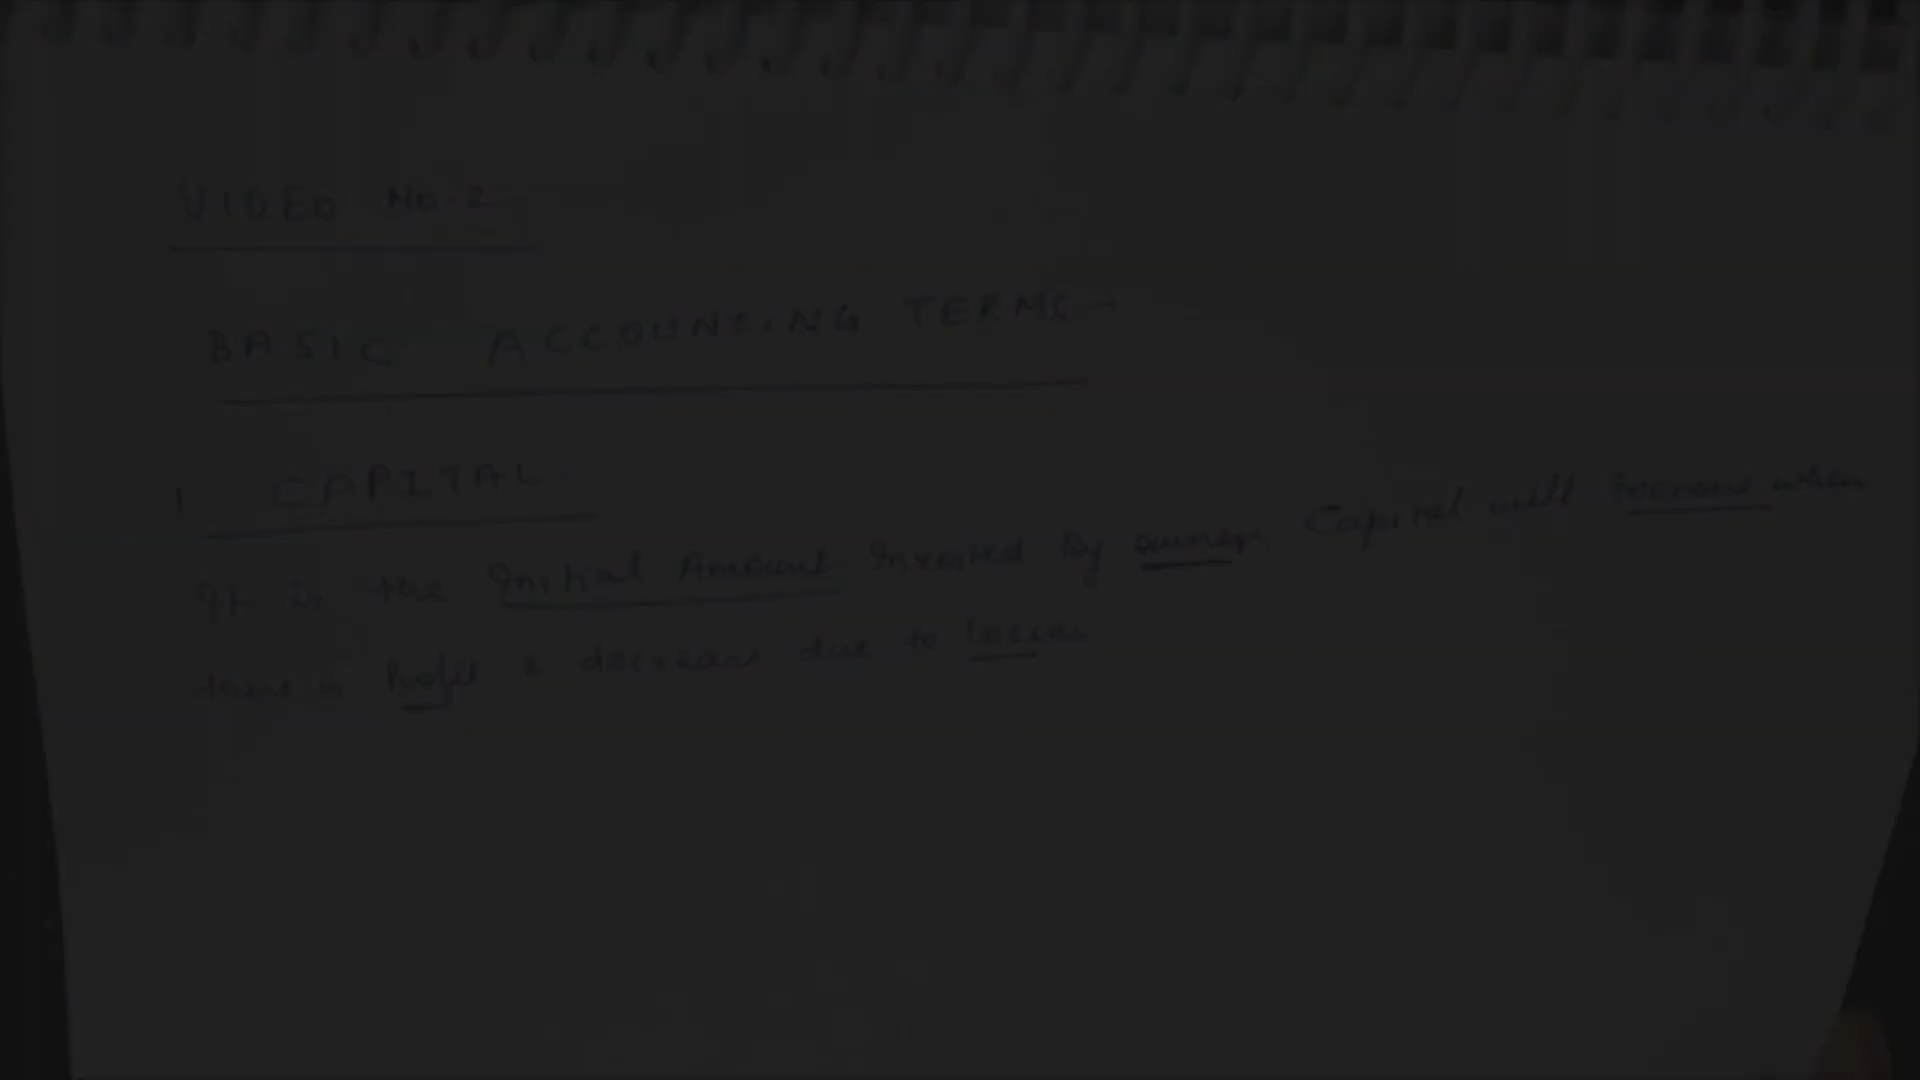 VIDEO No. 2
BASIC ACCOUNTING TERMS -
1 CAPITAL
It is the Initial Amount Invested By owner. Capital will Increase when
there is Profit & decrease due to losses